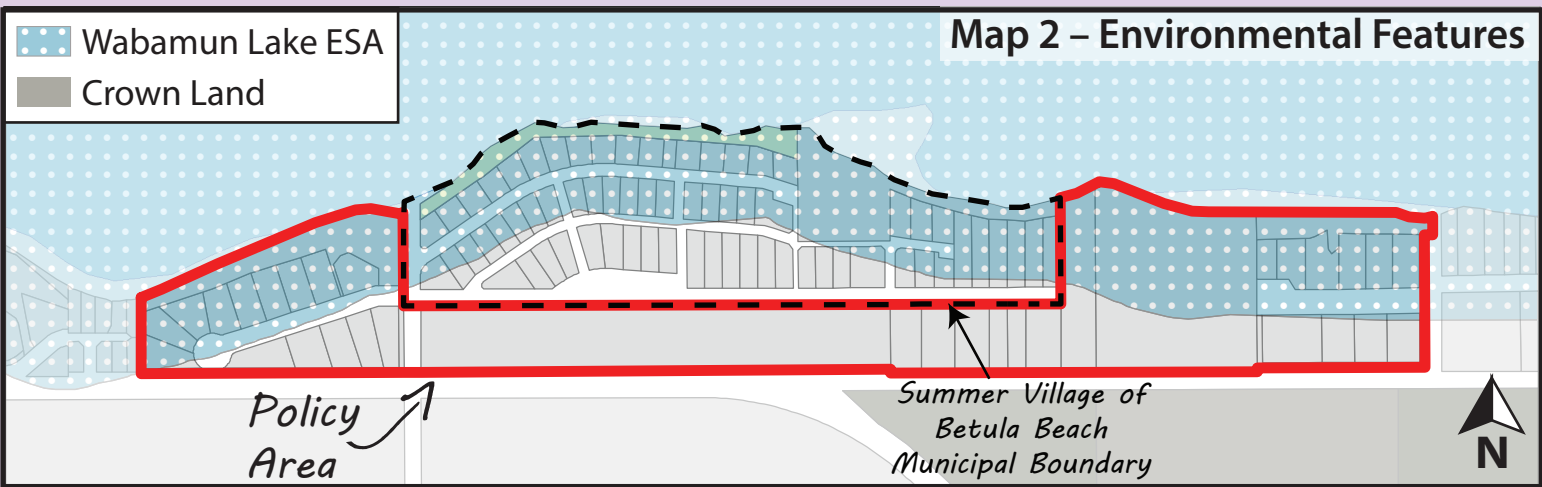 Wabamun Lake ESA
Crown Land
Map 2 – Environmental Features
Policy
Area
Summer Village of
Betula Beach
Municipal Boundary
N